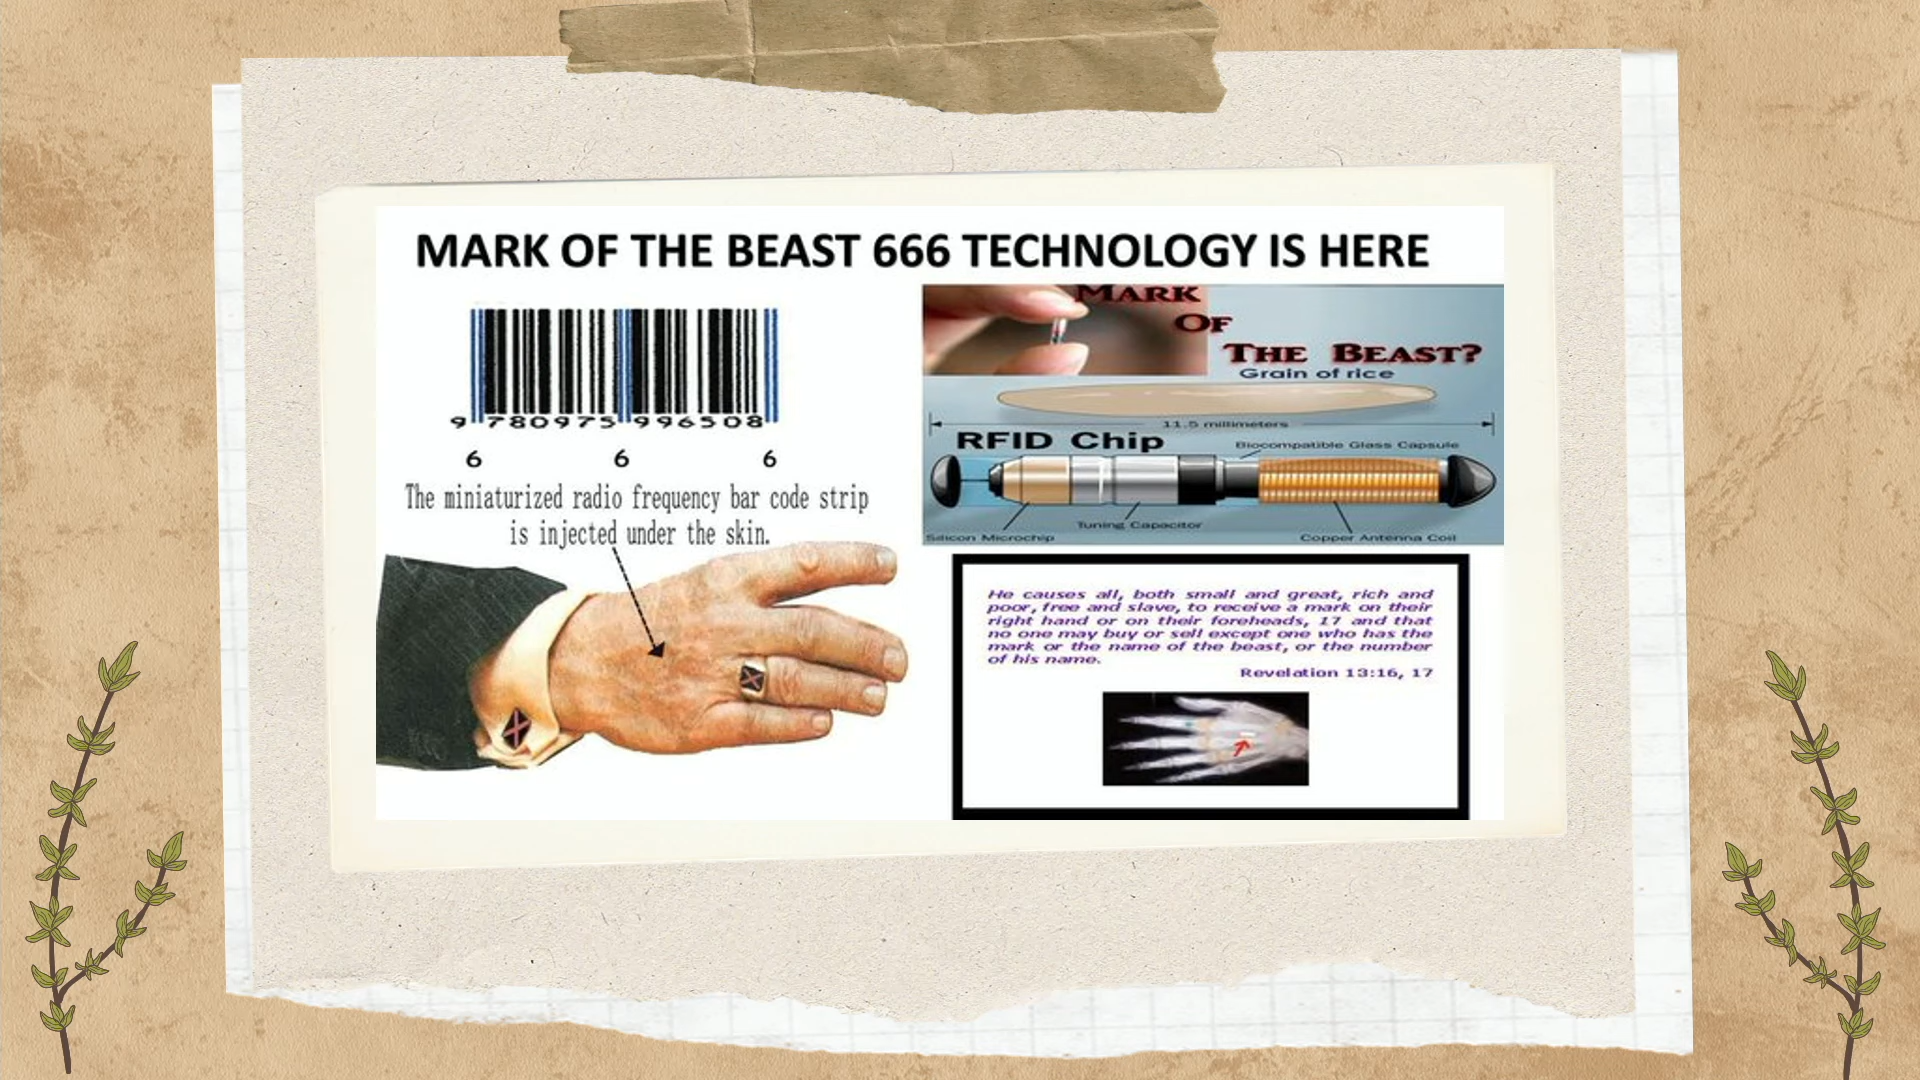 MARK OF THE BEAST 666 TECHNOLOGY IS HERE
9 780975 996508
6 6 6
The miniaturized radio frequency bar code strip
is injected under the skin.
MARK
OF
THE BEAST?
Grain of rice
11.5 millimeters
RFID Chip
Biocompatible Glass Capsule
Tuning Capacitor
Silicon Microchip
Copper Antenna Coil
He causes all, both small and great, rich and
poor, free and slave, to receive a mark on their
right hand or on their foreheads, 17 and that
no one may buy or sell except one who has the
mark or the name of the beast, or the number
of his name.
Revelation 13:16, 17